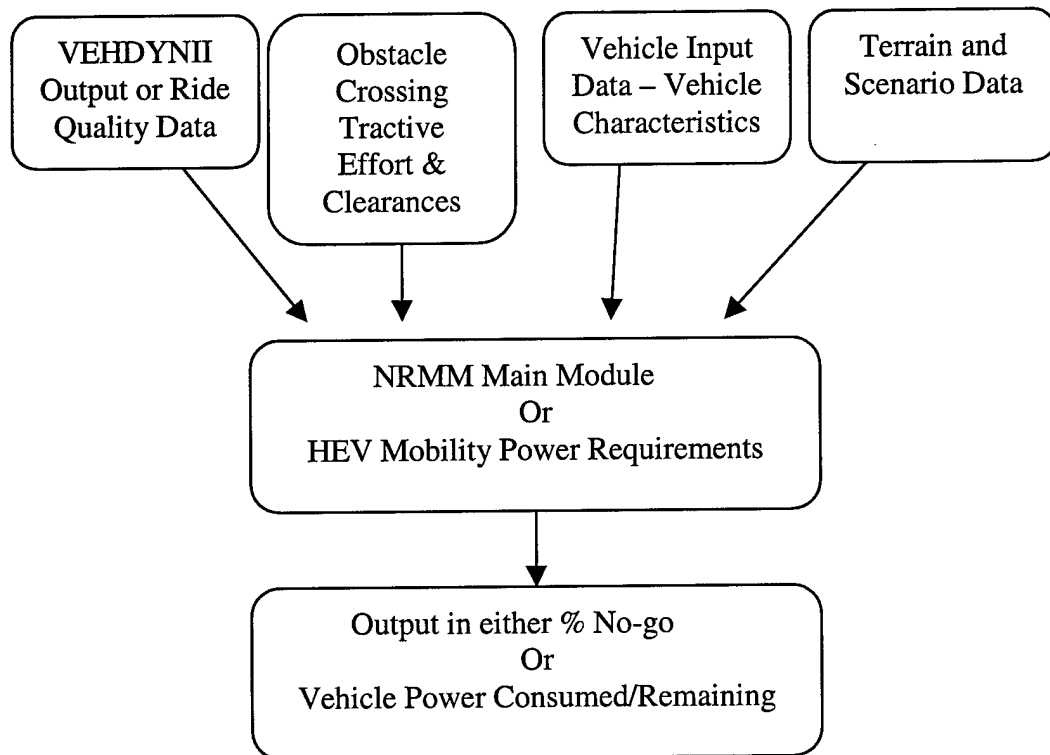 VEHDYNII
Output or Ride
Quality Data
Obstacle
Crossing
Tractive
Effort &
Clearances
Vehicle Input
Data – Vehicle
Characteristics
Terrain and
Scenario Data
NRMM Main Module
Or
HEV Mobility Power Requirements
Output in either % No-go
Or
Vehicle Power Consumed/Remaining